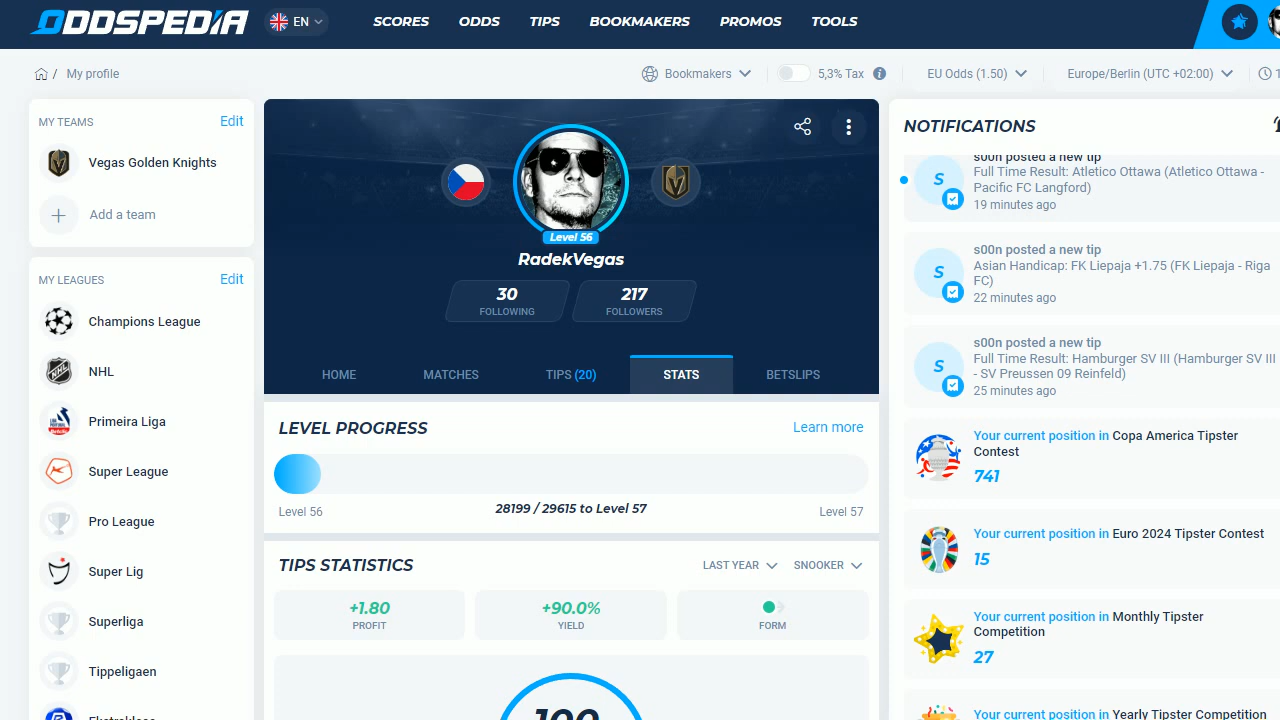 ODDSPEDIA
EN
SCORES
ODDS
TIPS
BOOKMAKERS
PROMOS
TOOLS
/ My profile
Bookmakers
5,3% Tax
EU Odds (1.50)
Europe/Berlin (UTC +02:00)
MY TEAMS
Edit
Vegas Golden Knights
Add a team
MY LEAGUES
Edit
Champions League
NHL
Primeira Liga
Super League
Pro League
Super Lig
Superliga
Tippeligaen
Level 56
RadekVegas
30
FOLLOWING
217
FOLLOWERS
HOME
MATCHES
TIPS (20)
STATS
BETSLIPS
LEVEL PROGRESS
Learn more
Level 56
28199 / 29615 to Level 57
Level 57
TIPS STATISTICS
LAST YEAR
SNOOKER
+1.80
PROFIT
+90.0%
YIELD
FORM
100
NOTIFICATIONS
S
s00n posted a new tip
Full Time Result: Atletico Ottawa (Atletico Ottawa -
Pacific FC Langford)
19 minutes ago
S
s00n posted a new tip
Asian Handicap: FK Liepaja +1.75 (FK Liepaja - Riga
FC)
22 minutes ago
S
s00n posted a new tip
Full Time Result: Hamburger SV III (Hamburger SV III
- SV Preussen 09 Reinfeld)
25 minutes ago
Your current position in Copa America Tipster
Contest
741
Your current position in Euro 2024 Tipster Contest
15
Your current position in Monthly Tipster
Competition
27
Your current position in Yearly Tipster Competition